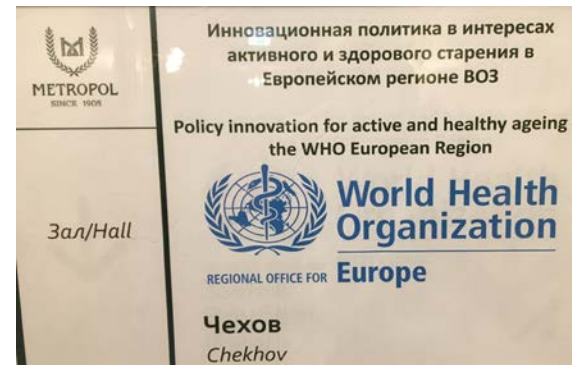 METROPOL
SINCE 1905
Инновационная политика в интересах
активного и здорового старения в
Европейском регионе ВОЗ
Policy innovation for active and healthy ageing
the WHO European Region
World Health
Organization
REGIONAL OFFICE FOR Europe
Зал/Hall
Чехов
Chekhov